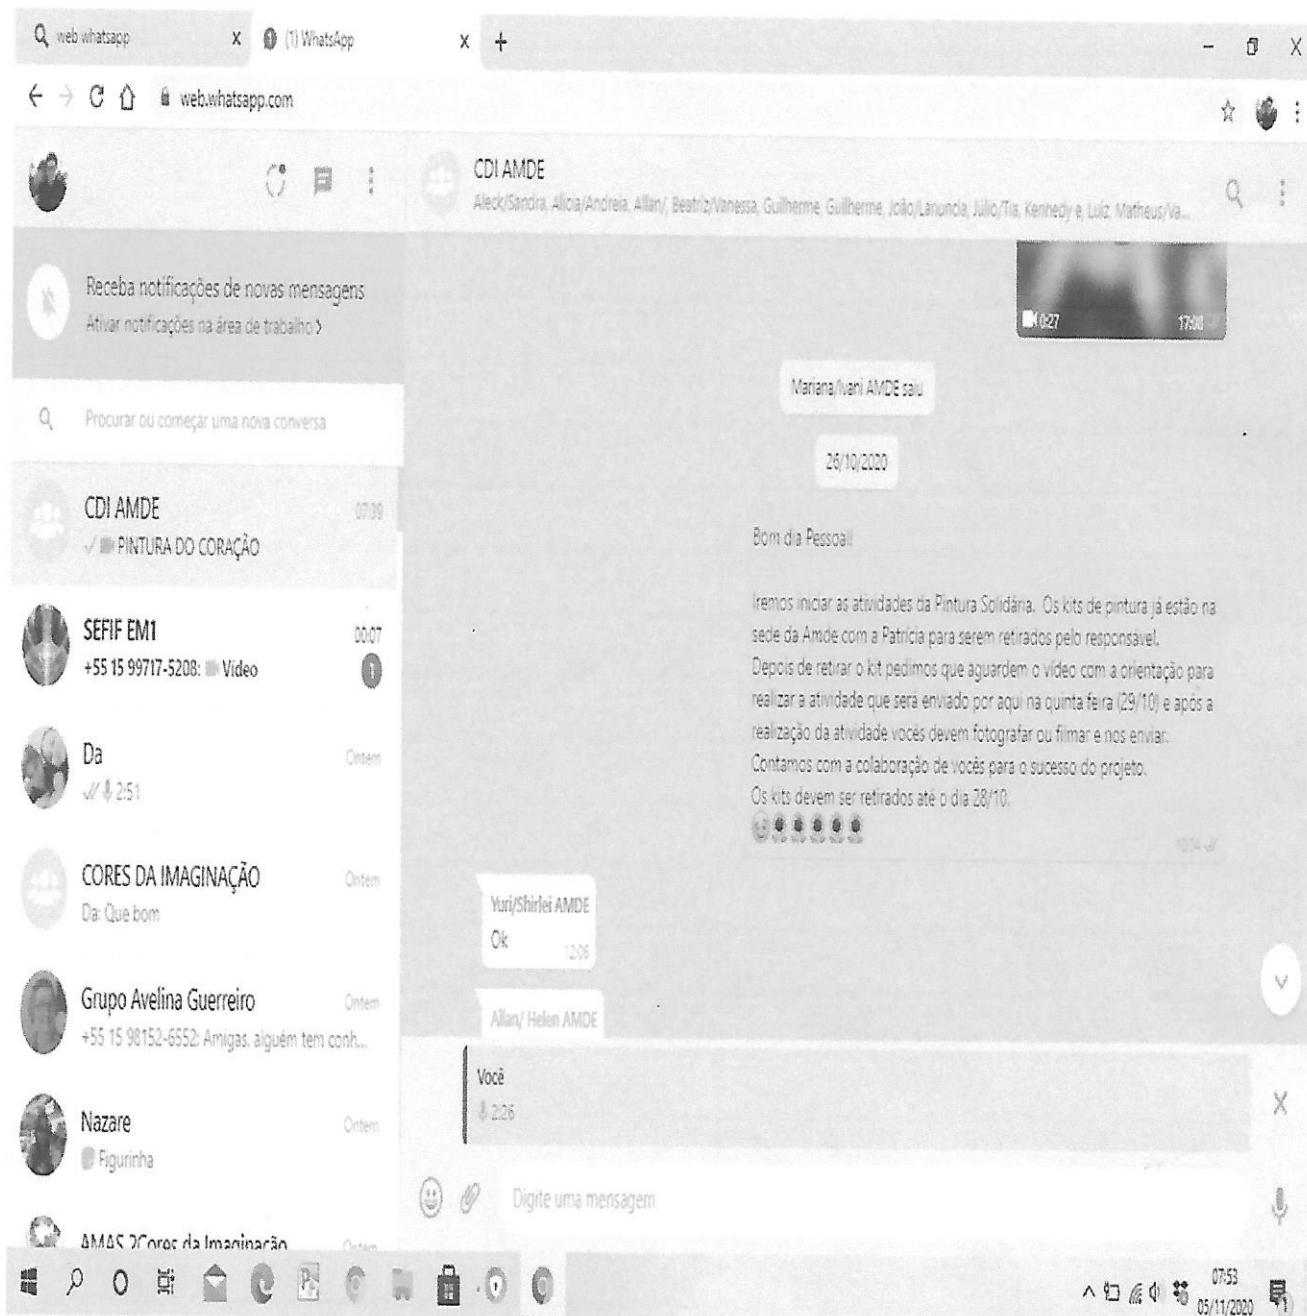 web whatsapp
(1) WhatsApp
web.whatsapp.com
Receba notificações de novas mensagens
Ativar notificações na área de trabalho
Procurar ou começar uma nova conversa
CDI AMDE
07:39
PINTURA DO CORAÇÃO
SEFIF EM1
00:07
+55 15 99717-5208: Vídeo
1
Da
Ontem
2:51
CORES DA IMAGINAÇÃO
Ontem
Da: Que bom
Grupo Avelina Guerreiro
Ontem
+55 15 98152-6552: Amigas, alguém tem conh...
Nazare
Ontem
Figurinha
AMAS 2Cores da Imaginação
Ontem
CDI AMDE
Aleck/Sandra, Alicia/Andreia, Allan/, Beatriz/Vanessa, Guilherme, Guilherme, João/Lanuncia, Júlio/Tia, Kennedy e, Luiz, Matheus/Va...
0:27
17:08
Mariana/Ivani AMDE saiu
26/10/2020
Bom dia Pessoal!
Iremos iniciar as atividades da Pintura Solidária. Os kits de pintura já estão na
sede da Amde com a Patrícia para serem retirados pelo responsável.
Depois de retirar o kit pedimos que aguardem o vídeo com a orientação para
realizar a atividade que será enviado por aqui na quinta feira (29/10) e após a
realização da atividade vocês devem fotografar ou filmar e nos enviar.
Contamos com a colaboração de vocês para o sucesso do projeto.
Os kits devem ser retirados até o dia 28/10.
10:04
Yuri/Shirlei AMDE
Ok
12:06
Allan/ Helen AMDE
Você
2:26
Digite uma mensagem
07:53
05/11/2020